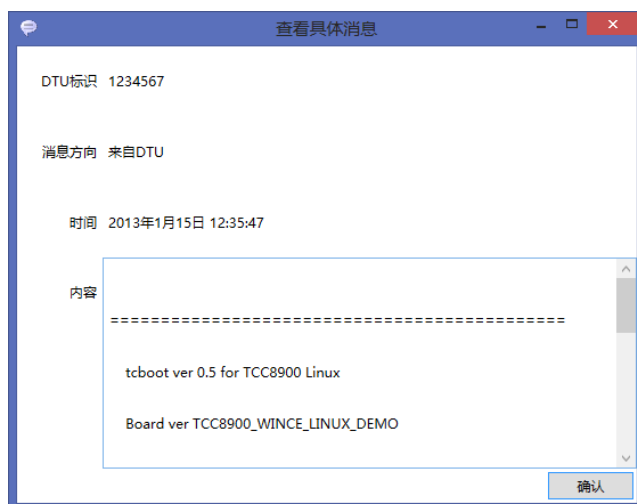 查看具体消息
DTU标识 1234567
消息方向 来自DTU
时间 2013年1月15日 12:35:47
内容
=============================================
tcboot ver 0.5 for TCC8900 Linux
Board ver TCC8900_WINCE_LINUX_DEMO
确认